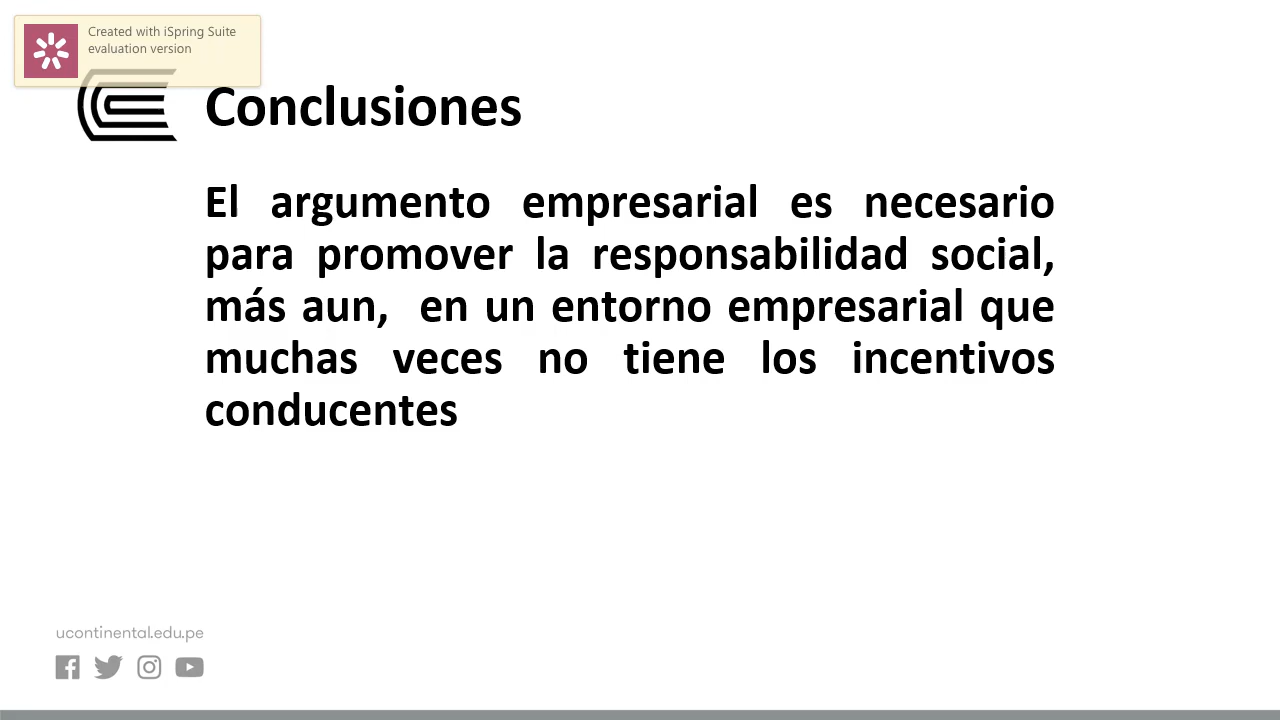 Created with iSpring Suite
evaluation version
Conclusiones
El argumento empresarial es necesario
para promover la responsabilidad social,
más aun, en un entorno empresarial que
muchas veces no tiene los incentivos
conducentes
ucontinental.edu.pe